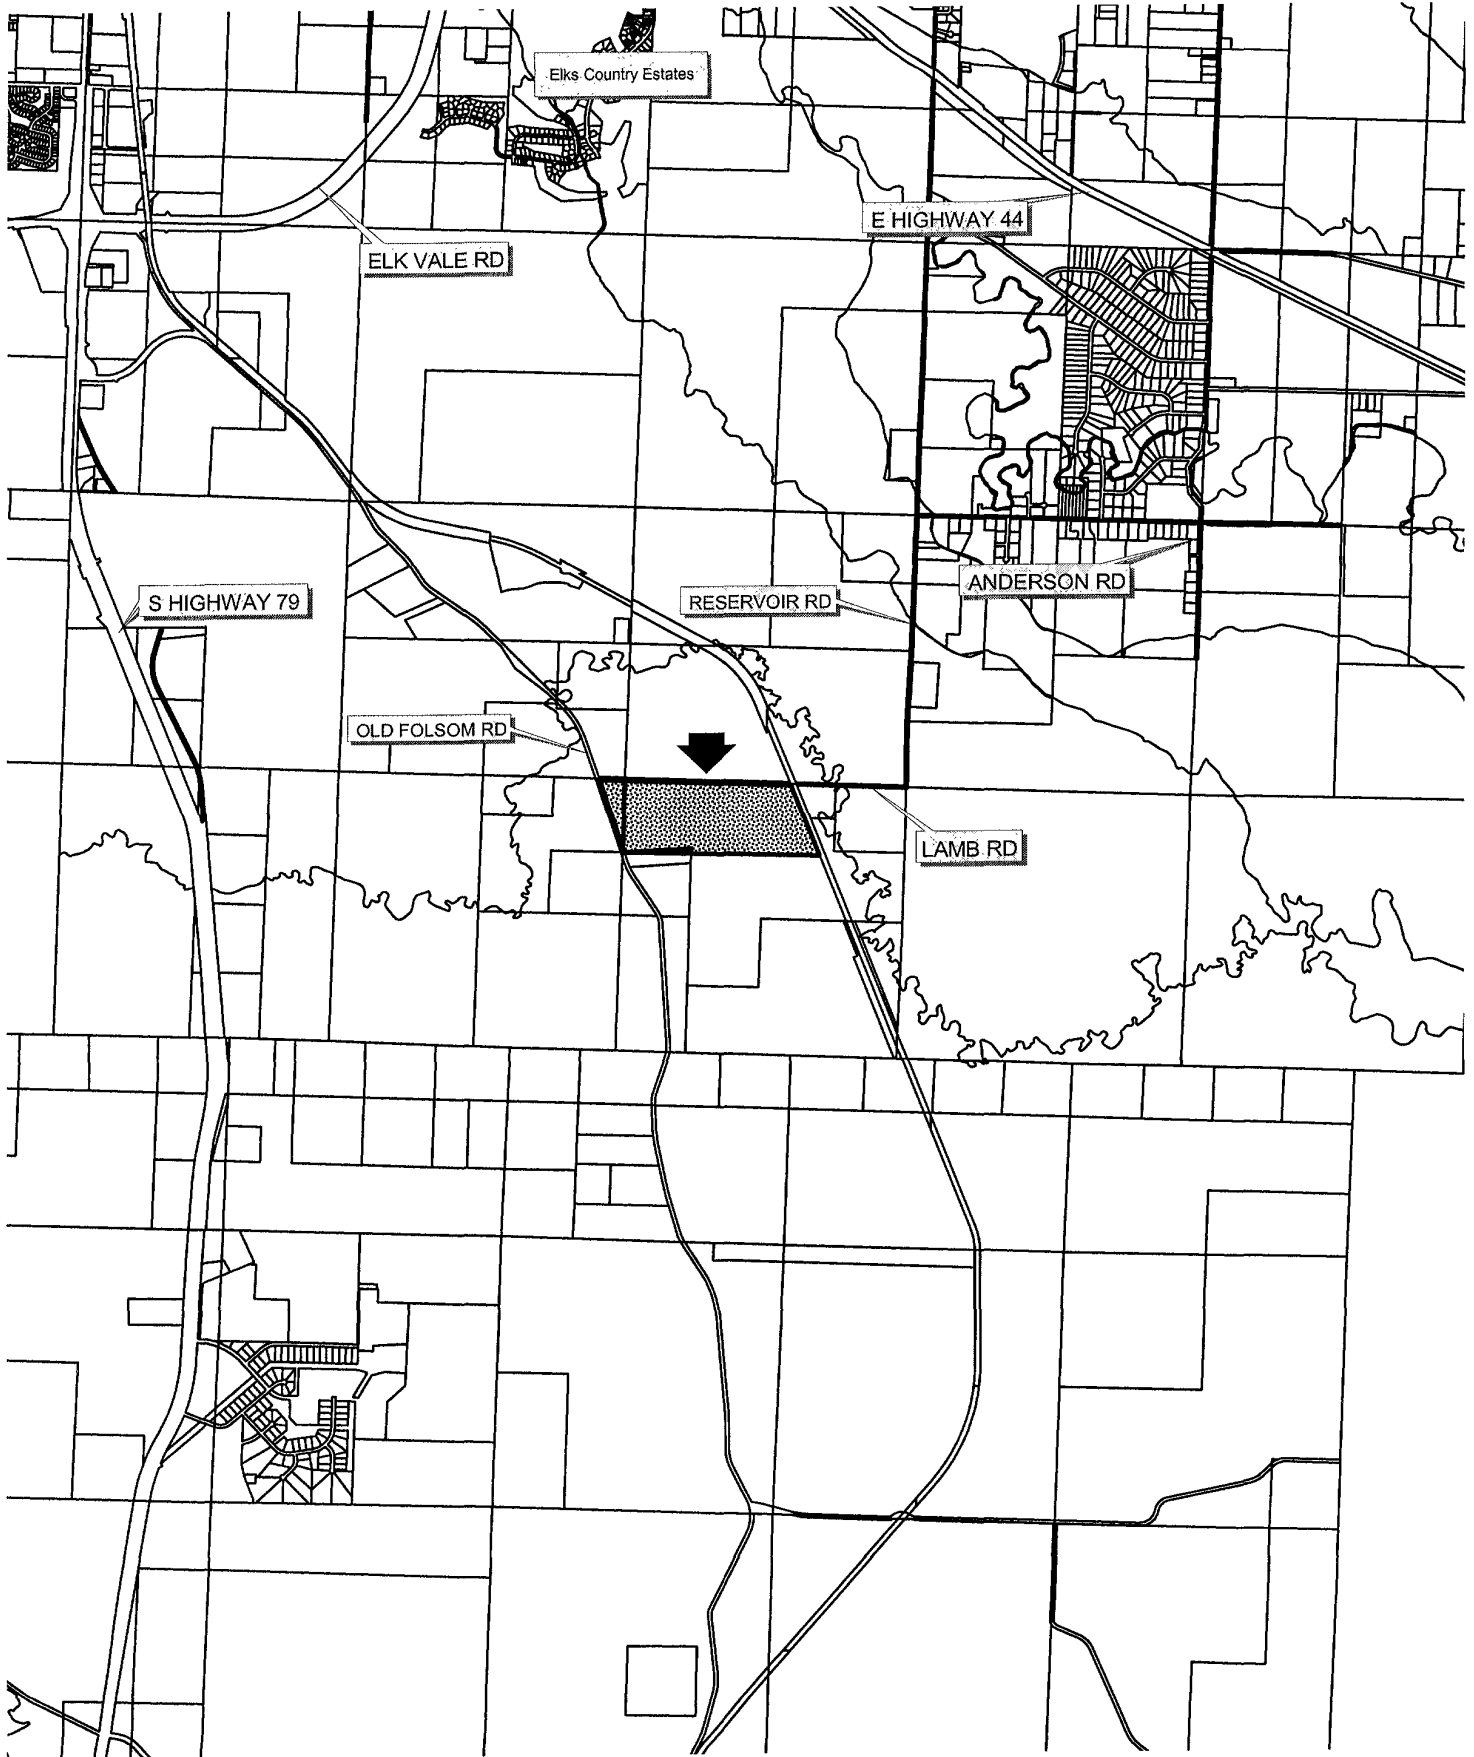 Elks Country Estates
E HIGHWAY 44
ELK VALE RD
ANDERSON RD
S HIGHWAY 79
RESERVOIR RD
OLD FOLSOM RD
LAMB RD